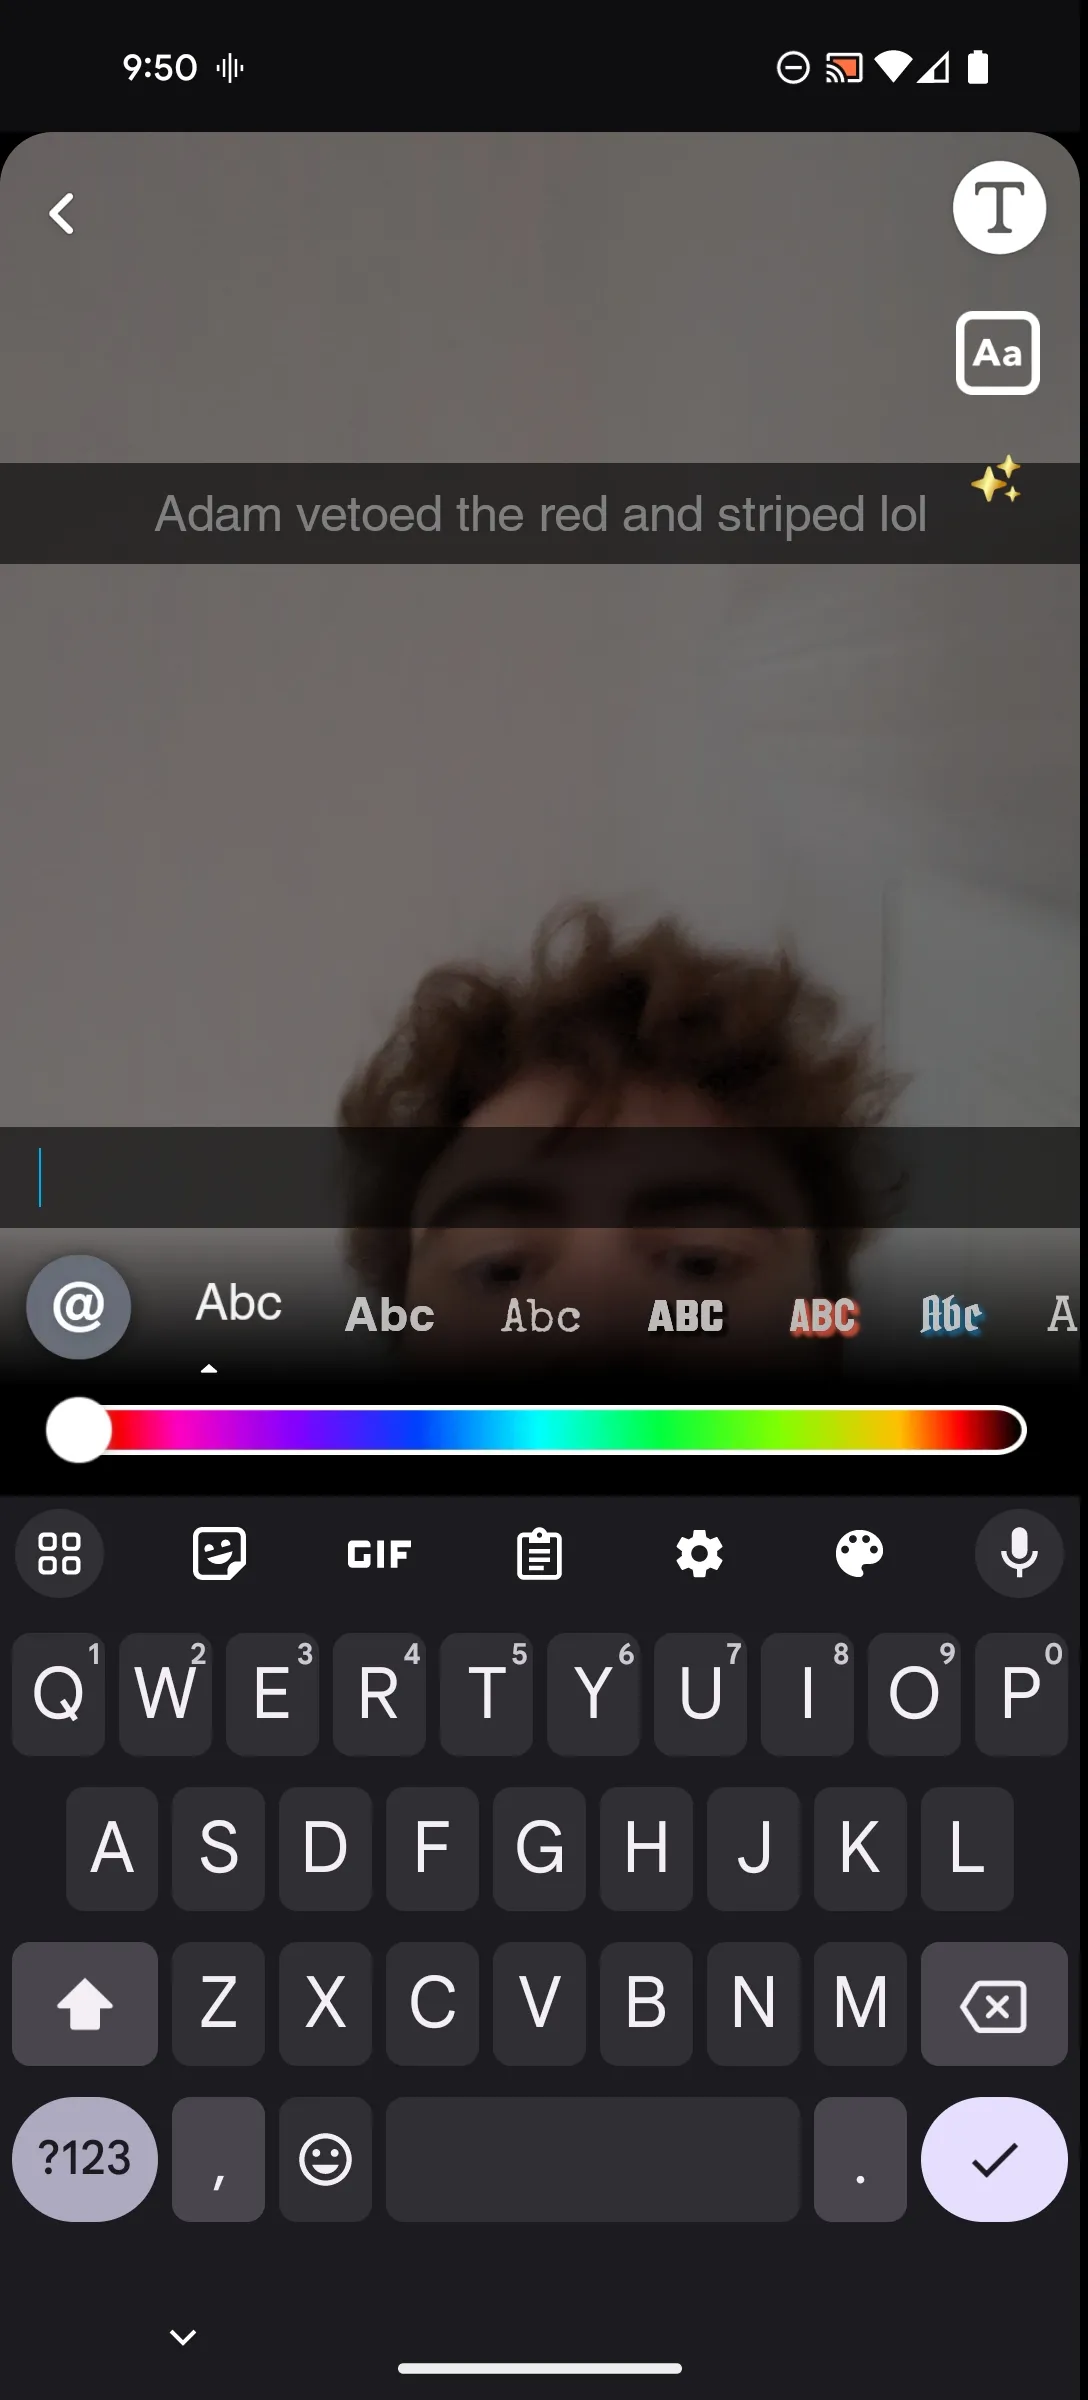 9:50
T
Aa
Adam vetoed the red and striped lol
@ Abc Abc Abc ABC ABC Abc A
GIF
Q1 W2 E3 R4 T5 Y6 U7 I8 O9 P0
A S D F G H J K L
Z X C V B N M
?123 , .